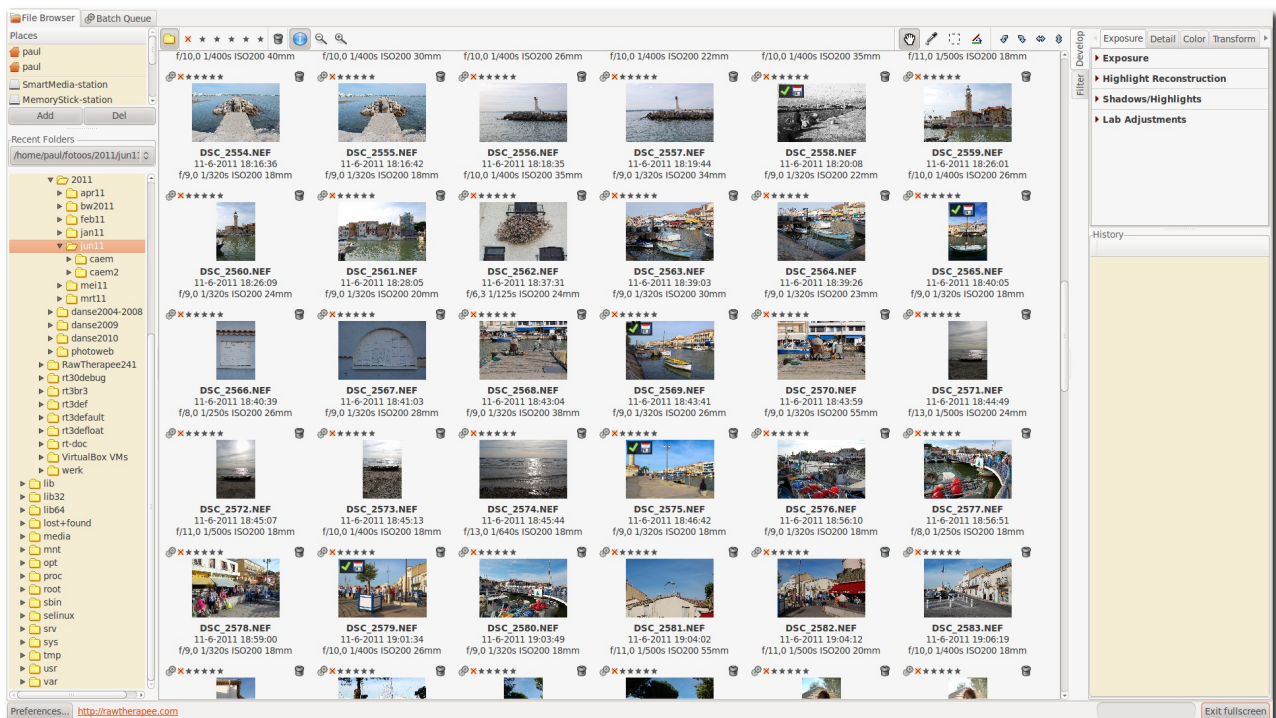 File Browser
Batch Queue
Places
paul
paul
SmartMedia-station
MemoryStick-station
Add Del
Recent Folders
/home/paul/fotoos/2011/jun1
2011
apr11
bw2011
feb11
jan11
jun11
caem
caem2
mei11
mrt11
danse2004-2008
danse2009
danse2010
photoweb
RawTherapee241
rt30debug
rt3br3
rt3def
rt3default
rt3defloat
rt-doc
VirtualBox VMs
werk
lib
lib32
lib64
lost+found
media
mnt
opt
proc
root
sbin
selinux
srv
sys
tmp
usr
var
Preferences... http://rawtherapee.com
f/10,0 1/400s ISO200 40mm f/10,0 1/400s ISO200 30mm f/10,0 1/400s ISO200 26mm f/10,0 1/400s ISO200 22mm f/10,0 1/400s ISO200 35mm f/11,0 1/500s ISO200 18mm
DSC_2554.NEF DSC_2555.NEF DSC_2556.NEF DSC_2557.NEF DSC_2558.NEF DSC_2559.NEF
11-6-2011 18:16:36 11-6-2011 18:16:42 11-6-2011 18:18:35 11-6-2011 18:19:44 11-6-2011 18:20:08 11-6-2011 18:26:01
f/9,0 1/320s ISO200 18mm f/9,0 1/320s ISO200 18mm f/10,0 1/400s ISO200 35mm f/9,0 1/320s ISO200 34mm f/9,0 1/320s ISO200 22mm f/10,0 1/400s ISO200 26mm
DSC_2560.NEF DSC_2561.NEF DSC_2562.NEF DSC_2563.NEF DSC_2564.NEF DSC_2565.NEF
11-6-2011 18:26:09 11-6-2011 18:28:05 11-6-2011 18:37:31 11-6-2011 18:39:03 11-6-2011 18:39:26 11-6-2011 18:40:05
f/9,0 1/320s ISO200 24mm f/9,0 1/320s ISO200 20mm f/6,3 1/125s ISO200 24mm f/9,0 1/320s ISO200 30mm f/9,0 1/320s ISO200 23mm f/9,0 1/320s ISO200 18mm
DSC_2566.NEF DSC_2567.NEF DSC_2568.NEF DSC_2569.NEF DSC_2570.NEF DSC_2571.NEF
11-6-2011 18:40:39 11-6-2011 18:41:03 11-6-2011 18:43:04 11-6-2011 18:43:41 11-6-2011 18:43:59 11-6-2011 18:44:49
f/8,0 1/250s ISO200 26mm f/9,0 1/320s ISO200 28mm f/9,0 1/320s ISO200 38mm f/9,0 1/320s ISO200 26mm f/9,0 1/320s ISO200 55mm f/13,0 1/500s ISO200 24mm
DSC_2572.NEF DSC_2573.NEF DSC_2574.NEF DSC_2575.NEF DSC_2576.NEF DSC_2577.NEF
11-6-2011 18:45:07 11-6-2011 18:45:13 11-6-2011 18:45:44 11-6-2011 18:46:42 11-6-2011 18:56:10 11-6-2011 18:56:51
f/11,0 1/500s ISO200 18mm f/10,0 1/400s ISO200 18mm f/13,0 1/640s ISO200 18mm f/9,0 1/320s ISO200 18mm f/9,0 1/320s ISO200 18mm f/8,0 1/250s ISO200 18mm
DSC_2578.NEF DSC_2579.NEF DSC_2580.NEF DSC_2581.NEF DSC_2582.NEF DSC_2583.NEF
11-6-2011 18:59:00 11-6-2011 19:01:34 11-6-2011 19:03:49 11-6-2011 19:04:02 11-6-2011 19:04:12 11-6-2011 19:06:19
f/9,0 1/320s ISO200 18mm f/10,0 1/400s ISO200 26mm f/9,0 1/320s ISO200 18mm f/11,0 1/500s ISO200 55mm f/11,0 1/500s ISO200 20mm f/10,0 1/400s ISO200 18mm
Develop
Filter
Exposure Detail Color Transform
Exposure
Highlight Reconstruction
Shadows/Highlights
Lab Adjustments
History
Exit fullscreen